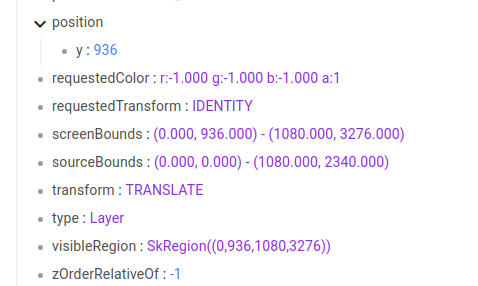 position
y : 936
requestedColor : r:-1.000 g:-1.000 b:-1.000 a:1
requestedTransform : IDENTITY
screenBounds : (0.000, 936.000) - (1080.000, 3276.000)
sourceBounds : (0.000, 0.000) - (1080.000, 2340.000)
transform : TRANSLATE
type : Layer
visibleRegion : SkRegion((0,936,1080,3276))
zOrderRelativeOf : -1